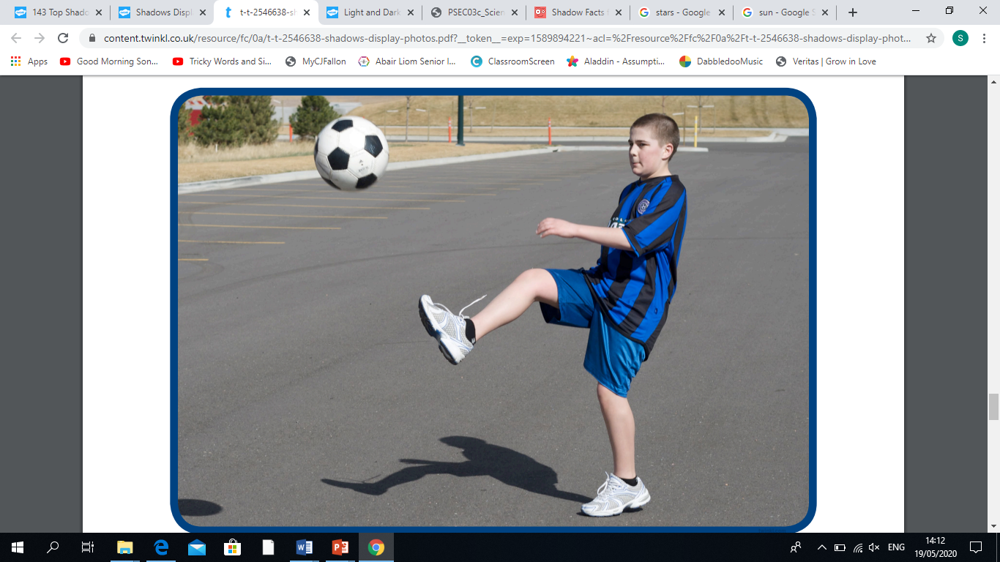 143 Top Shado
Shadows Displ
t-t-2546638-sh
Light and Dark
PSEC03c_Scien
Shadow Facts f
stars - Google
sun - Google S
content.twinkl.co.uk/resource/fc/0a/t-t-2546638-shadows-display-photos.pdf?__token__=exp=1589894221~acl=%2Fresource%2Ffc%2F0a%2Ft-t-2546638-shadows-display-phot...
S
Apps
Good Morning Son...
Tricky Words and Si...
MyCJFallon
Abair Liom Senior I...
ClassroomScreen
Aladdin - Assumpti...
DabbledooMusic
Veritas | Grow in Love
ENG
14:12
19/05/2020